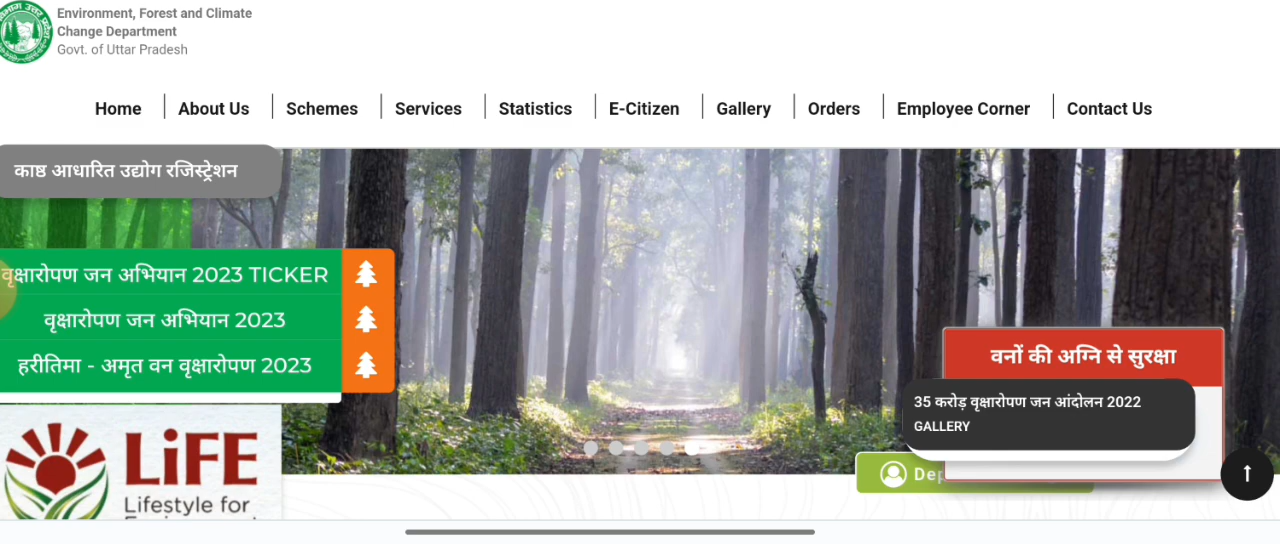 Environment, Forest and Climate
Change Department
Govt. of Uttar Pradesh
Home
About Us
Schemes
Services
Statistics
E-Citizen
Gallery
Orders
Employee Corner
Contact Us
काष्ठ आधारित उद्योग रजिस्ट्रेशन
वृक्षारोपण जन अभियान 2023 TICKER
वृक्षारोपण जन अभियान 2023
हरीतिमा - अमृत वन वृक्षारोपण 2023
वनों की अग्नि से सुरक्षा
35 करोड़ वृक्षारोपण जन आंदोलन 2022
GALLERY
LiFE
Lifestyle for